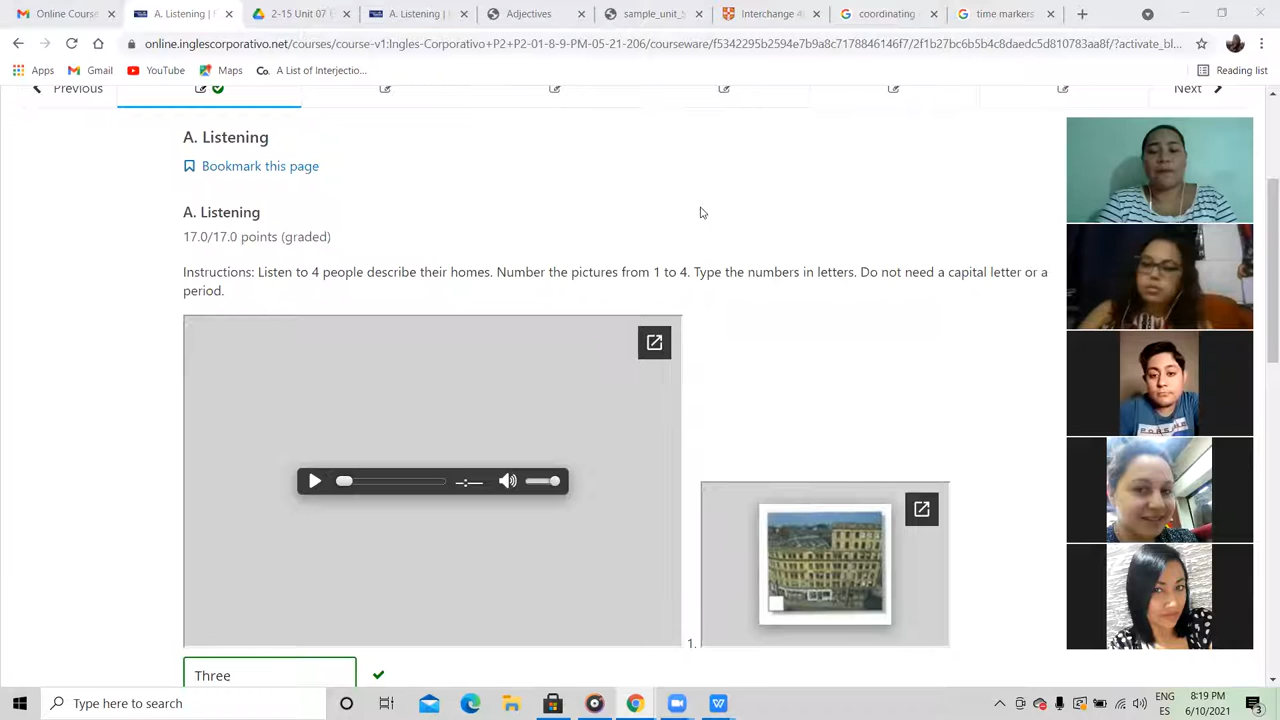 Online Course
A. Listening | E
2-15 Unit 07 |
A. Listening |
Adjectives
sample_unit_
Interchange 4
coordinating
time markers
online.inglescorporativo.net/courses/course-v1:Ingles-Corporativo+P2+P2-01-8-9-PM-05-21-206/courseware/f5342295b2594e7b9a8c7178846146f7/2f1b27bc6b5b4c8daedc5d810783aa8f/?activate_bl...
Apps
Gmail
YouTube
Maps
Co. A List of Interjectio...
Reading list
Previous
Next
A. Listening
Bookmark this page
A. Listening
17.0/17.0 points (graded)
Instructions: Listen to 4 people describe their homes. Number the pictures from 1 to 4. Type the numbers in letters. Do not need a capital letter or a
period.
-:--
1.
Three
Type here to search
ENG
ES
8:19 PM
6/10/2021
3